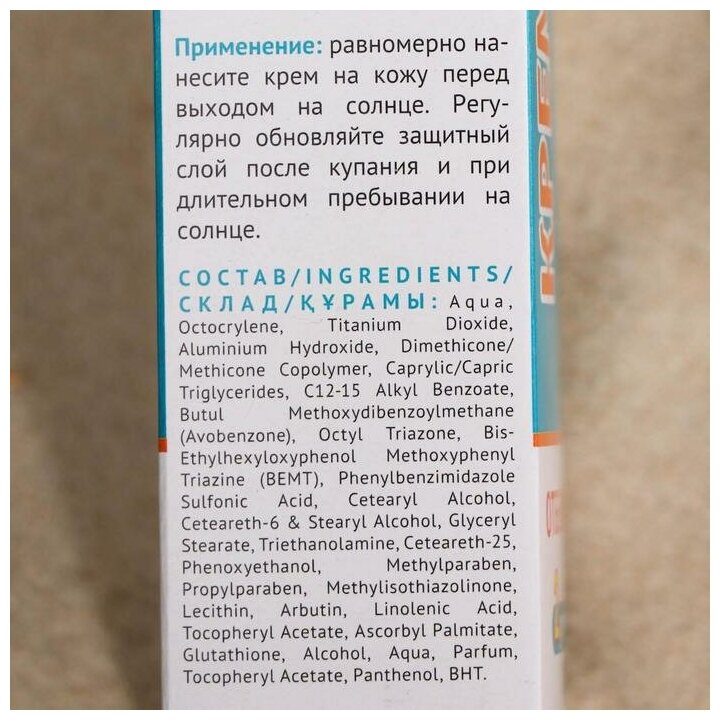 Применение: равномерно на-
несите крем на кожу перед
выходом на солнце. Регу-
лярно обновляйте защитный
слой после купания и при
длительном пребывании на
солнце.
СОСТАВ/INGREDIENTS/
СКЛАД/ҚҰРАМЫ: Aqua,
Octocrylene, Titanium Dioxide,
Aluminium Hydroxide, Dimethicone/
Methicone Copolymer, Caprylic/Capric
Triglycerides, C12-15 Alkyl Benzoate,
Butul Methoxydibenzoylmethane
(Avobenzone), Octyl Triazone, Bis-
Ethylhexyloxyphenol Methoxyphenyl
Triazine (BEMT), Phenylbenzimidazole
Sulfonic Acid, Cetearyl Alcohol,
Ceteareth-6 & Stearyl Alcohol, Glyceryl
Stearate, Triethanolamine, Ceteareth-25,
Phenoxyethanol, Methylparaben,
Propylparaben, Methylisothiazolinone,
Lecithin, Arbutin, Linolenic Acid,
Tocopheryl Acetate, Ascorbyl Palmitate,
Glutathione, Alcohol, Aqua, Parfum,
Tocopheryl Acetate, Panthenol, BHT.